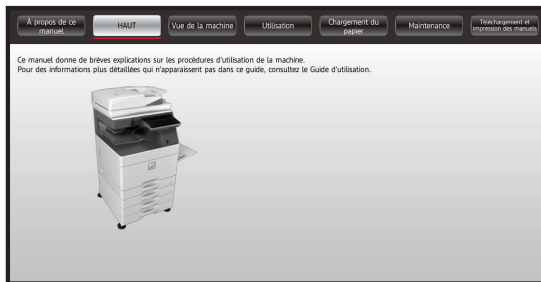 À propos de ce
manuel
HAUT
Vue de la machine
Utilisation
Chargement du
papier
Maintenance
Téléchargement et
impression des manuels
Ce manuel donne de brèves explications sur les procédures d'utilisation de la machine.
Pour des informations plus détaillées qui n'apparaissent pas dans ce guide, consultez le Guide d'utilisation.